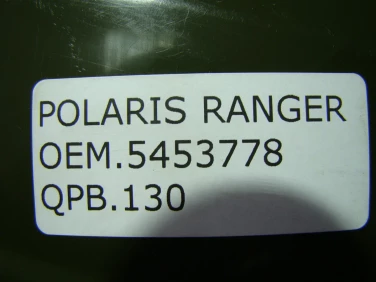 POLARIS RANGER
OEM.5453778
QPB.130